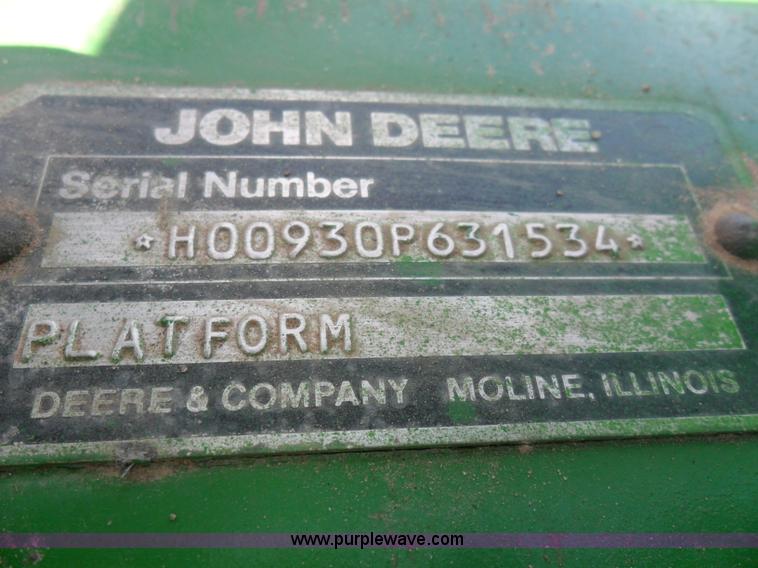 JOHN DEERE
Serial Number
*H00930P631534*
PLATFORM
DEERE & COMPANY MOLINE, ILLINOIS
www.purplewave.com